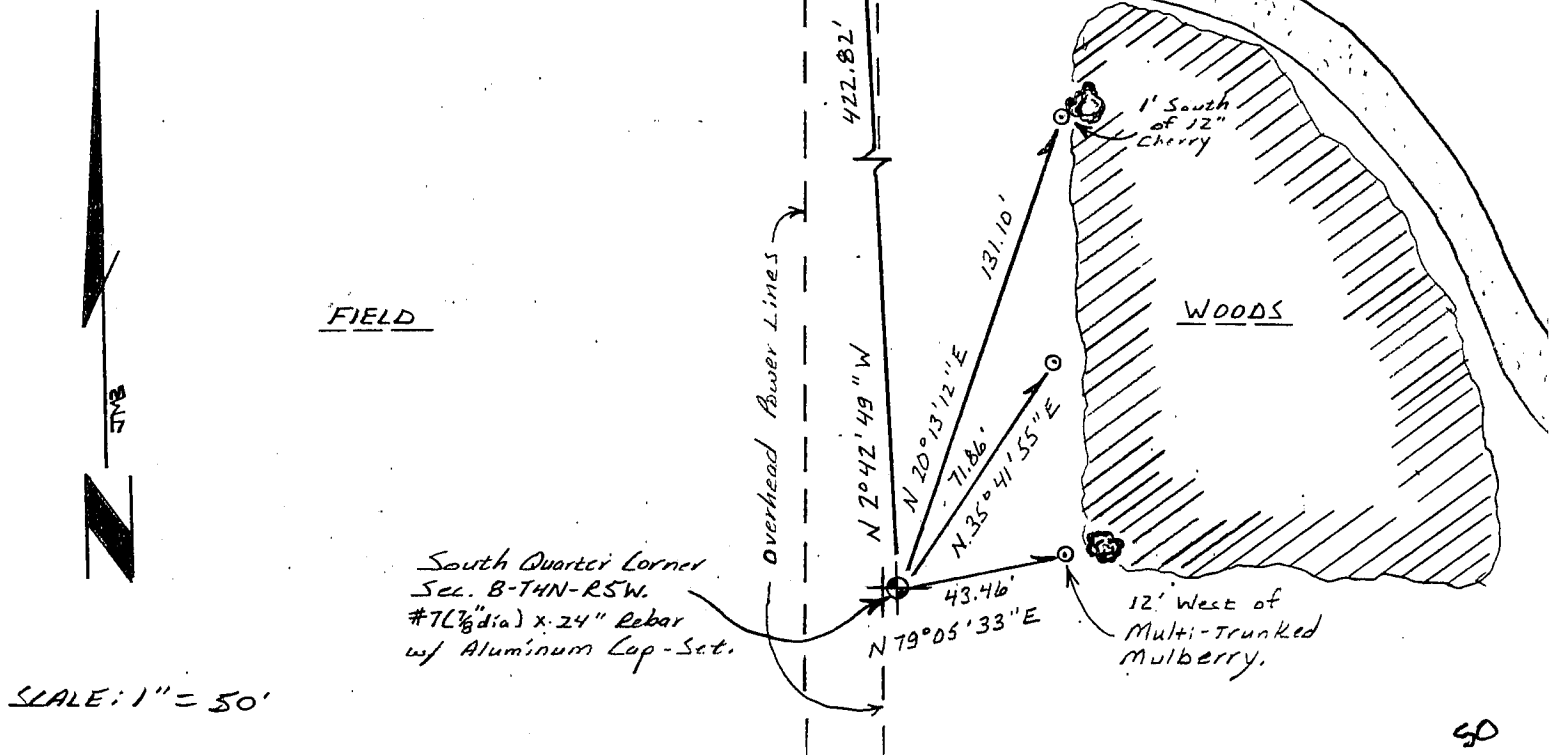 422.82'
1' South
of 12"
Cherry
131.10'
Overhead Power Lines
FIELD
WOODS
N 2°42'49" W
N 20°13'12" E
71.86'
N.35°41'55" E
South Quarter Corner
Sec. 8-T4N-R5W.
#7(7/8"dia) x 24" Rebar
w/ Aluminum Cap-Set.
43.46'
N 79°05'33" E
12' West of
Multi-Trunked
Mulberry.
SCALE: 1" = 50'
N